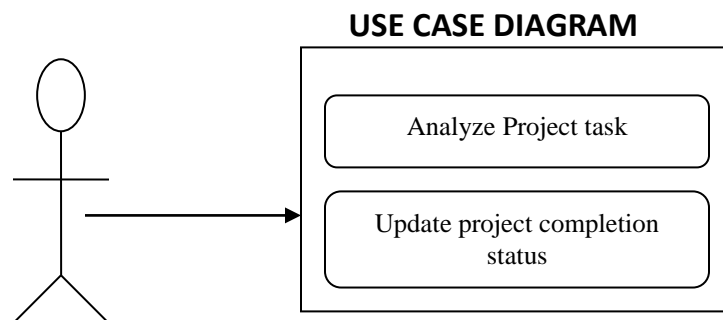 USE CASE DIAGRAM
Analyze Project task
Update project completion
status